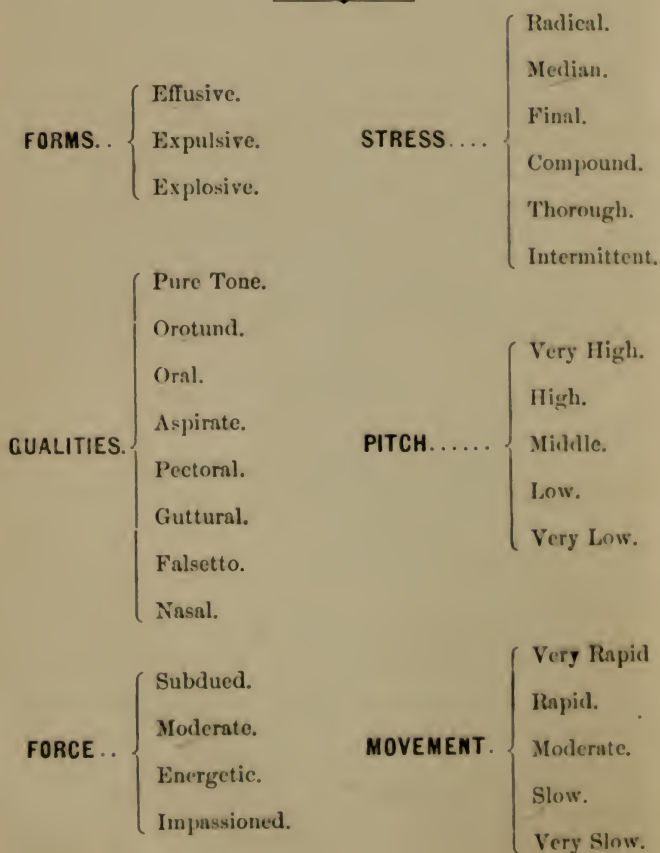 FORMS..
Effusive.
Expulsive.
Explosive.
STRESS....
Radical.
Median.
Final.
Compound.
Thorough.
Intermittent.
QUALITIES.
Pure Tone.
Orotund.
Oral.
Aspirate.
Pectoral.
Guttural.
Falsetto.
Nasal.
PITCH......
Very High.
High.
Middle.
Low.
Very Low.
FORCE..
Subdued.
Moderate.
Energetic.
Impassioned.
MOVEMENT.
Very Rapid
Rapid.
Moderate.
Slow.
Very Slow.